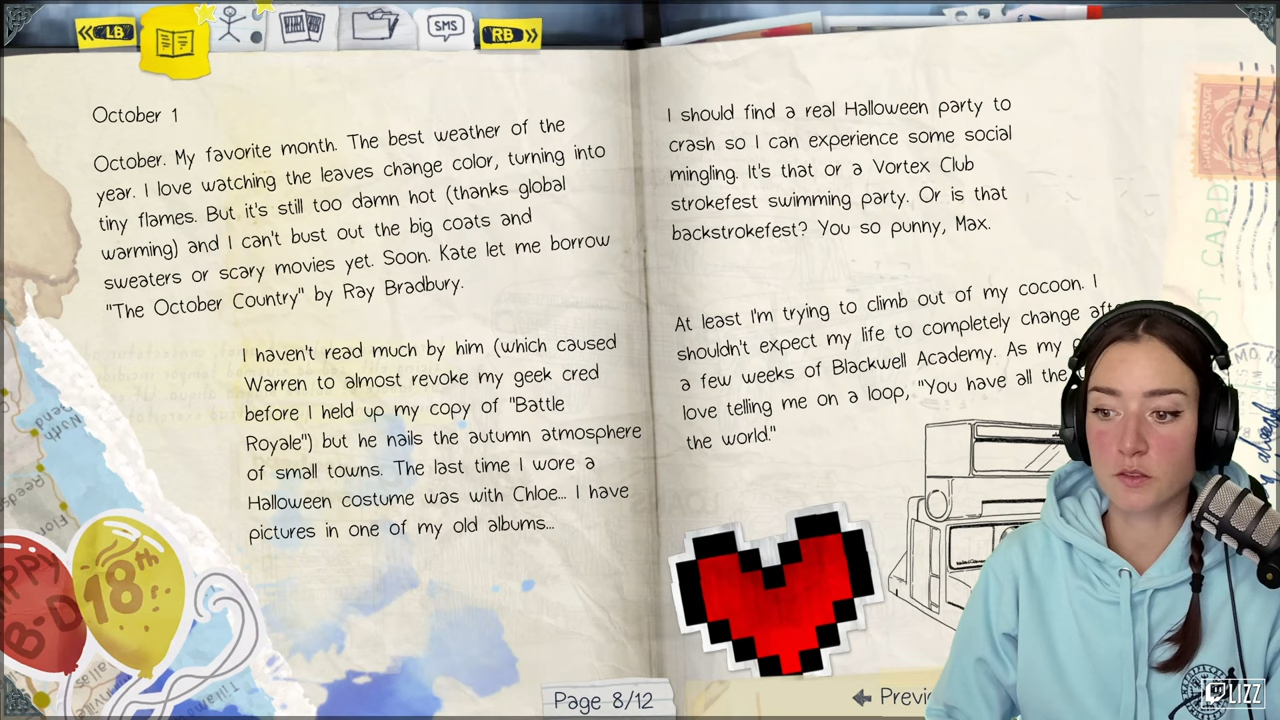 LB
SMS
RB
October 1
October. My favorite month. The best weather of the
year. I love watching the leaves change color, turning into
tiny flames. But it's still too damn hot (thanks global
warming) and I can't bust out the big coats and
sweaters or scary movies yet. Soon. Kate let me borrow
"The October Country" by Ray Bradbury.
I haven't read much by him (which caused
Warren to almost revoke my geek cred
before I held up my copy of "Battle
Royale") but he nails the autumn atmosphere
of small towns. The last time I wore a
Halloween costume was with Chloe... I have
pictures in one of my old albums...
I should find a real Halloween party to
crash so I can experience some social
mingling. It's that or a Vortex Club
strokefest swimming party. Or is that
backstrokefest? You so punny, Max.
At least I'm trying to climb out of my cocoon. I
shouldn't expect my life to completely change
a few weeks of Blackwell Academy. As my
love telling me on a loop, "You have all the
the world."
CARD
North
Bend
18th
B-D
Page 8/12
LIZZ